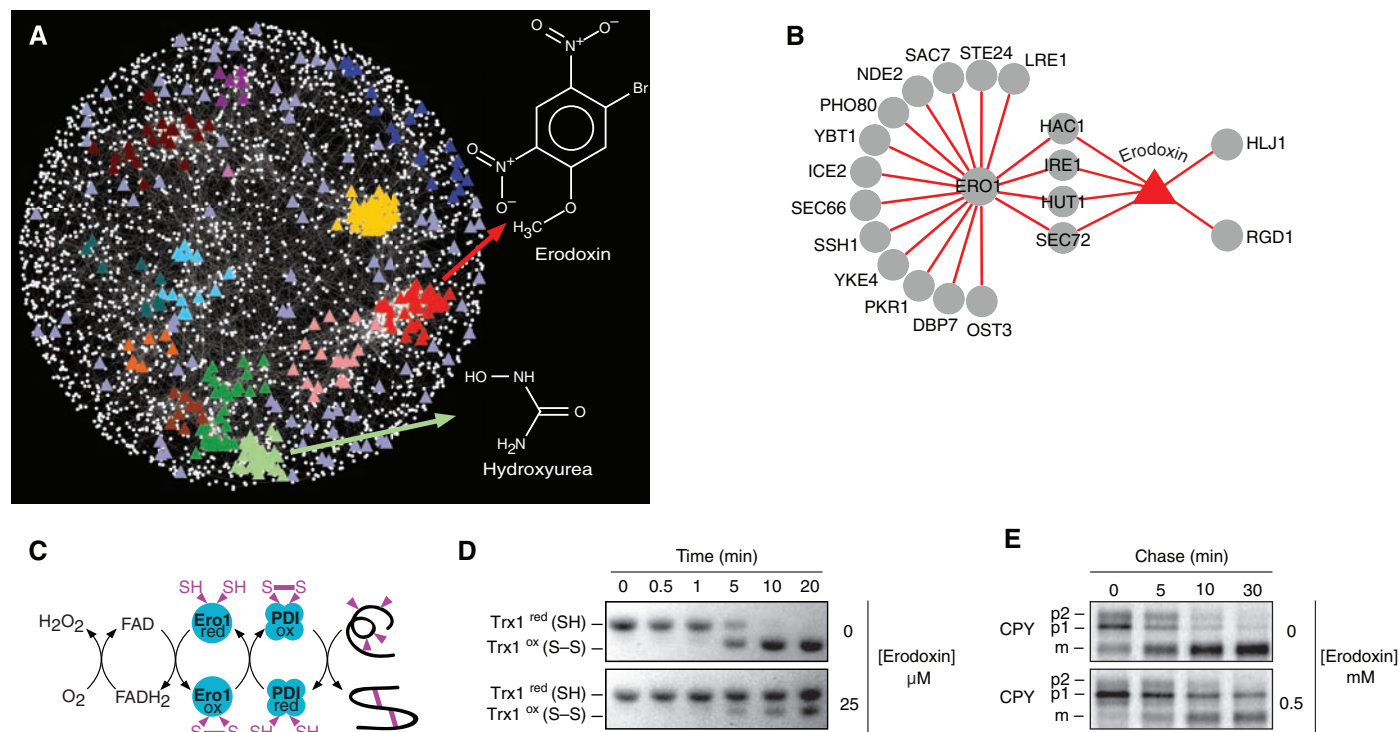 A
O
N⁺
O⁻
Br
O
N⁺
O⁻
O
H₃C
Erodoxin
HO
NH
O
H₂N
Hydroxyurea
B
SAC7
STE24
LRE1
NDE2
PHO80
YBT1
ICE2
SEC66
SSH1
YKE4
PKR1
DBP7
OST3
ERO1
HAC1
IRE1
HUT1
SEC72
Erodoxin
HLJ1
RGD1
C
SH SH S S
H₂O₂ FAD Ero1 red PDI ox
O₂ FADH2 Ero1 ox PDI red
S S SH SH
D
Time (min)
0 0.5 1 5 10 20
Trx1 ʳᵉᵈ (SH) –
Trx1 ᵒˣ (S–S) –
0
Trx1 ʳᵉᵈ (SH) –
Trx1 ᵒˣ (S–S) –
25
[Erodoxin]
μM
E
Chase (min)
0 5 10 30
CPY
p2 –
p1 –
m –
0
CPY
p2 –
p1 –
m –
0.5
[Erodoxin]
mM